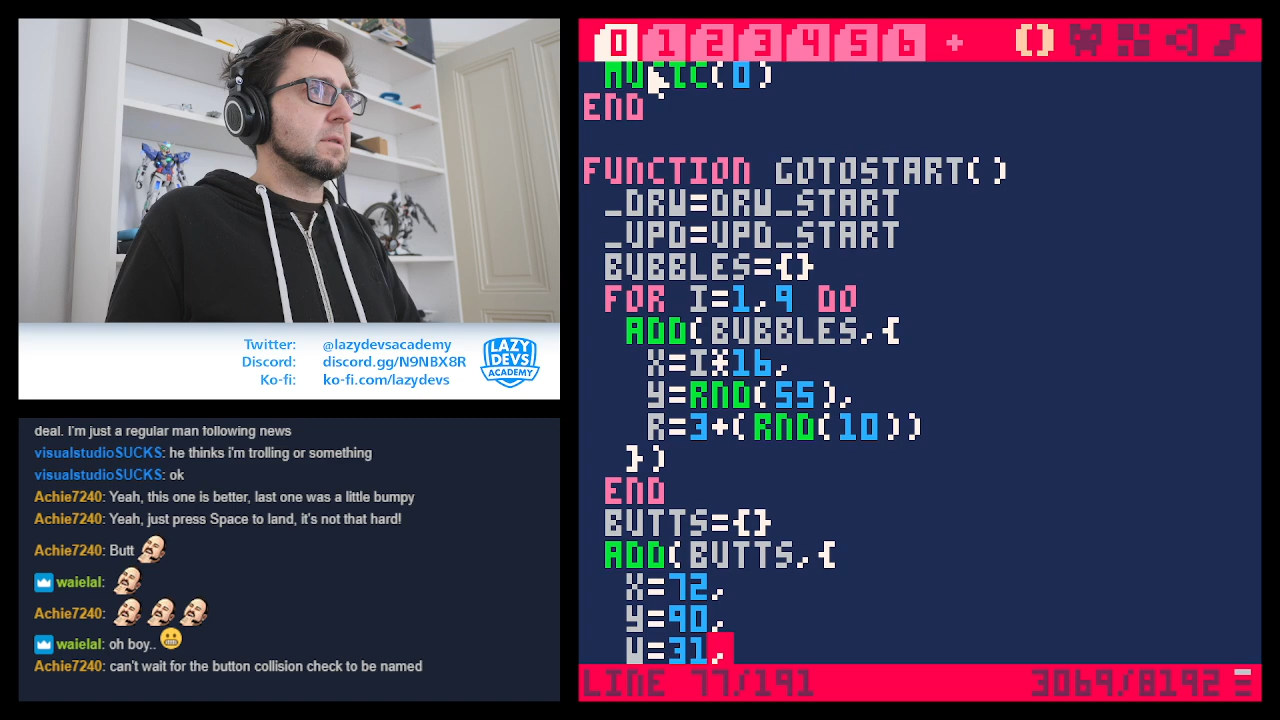 Twitter: @lazydevsacademy
Discord: discord.gg/N9NBX8R
Ko-fi: ko-fi.com/lazydevs
LAZY
DEVS
ACADEMY
deal. I'm just a regular man following news
visualstudioSUCKS: he thinks i'm trolling or something
visualstudioSUCKS: ok
Achie7240: Yeah, this one is better, last one was a little bumpy
Achie7240: Yeah, just press Space to land, it's not that hard!
Achie7240: Butt
waielal:
Achie7240:
waielal: oh boy..
Achie7240: can't wait for the button collision check to be named
0 1 2 3 4 5 6 + ()
MUSIC(0)
END
FUNCTION GOTOSTART()
_DRW=DRW_START
_UPD=UPD_START
BUBBLES={}
FOR I=1,9 DO
ADD(BUBBLES,{
X=I*16,
Y=RND(55),
R=3+(RND(10))
})
END
BUTTS={}
ADD(BUTTS,{
X=72,
Y=90,
W=31,
LINE 77/191
3069/8192